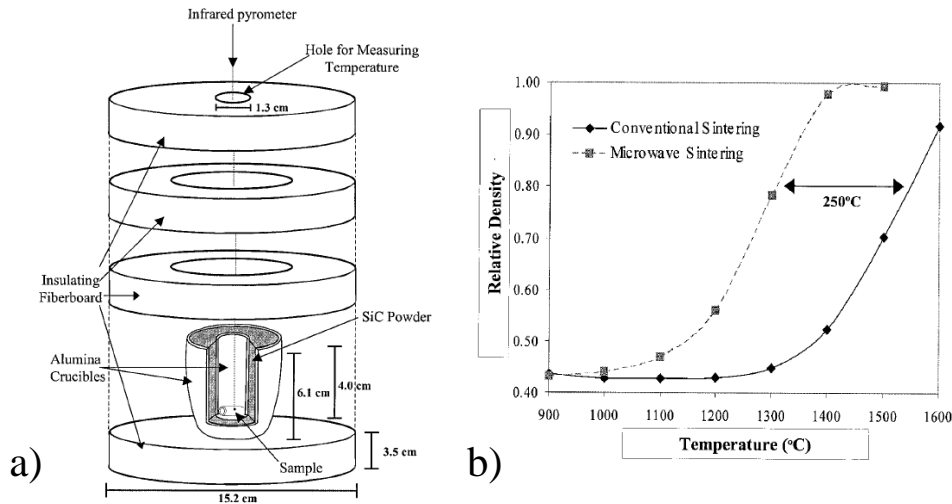 Infrared pyrometer
Hole for Measuring
Temperature
1.3 cm
Insulating
Fiberboard
SiC Powder
Alumina
Crucibles
6.1 cm
4.0 cm
3.5 cm
Sample
15.2 cm
a)
1.00
0.90
0.80
0.70
0.60
0.50
0.40
Relative Density
Conventional Sintering
Microwave Sintering
250ºC
900
1000
1100
1200
1300
1400
1500
1600
Temperature (ºC)
b)